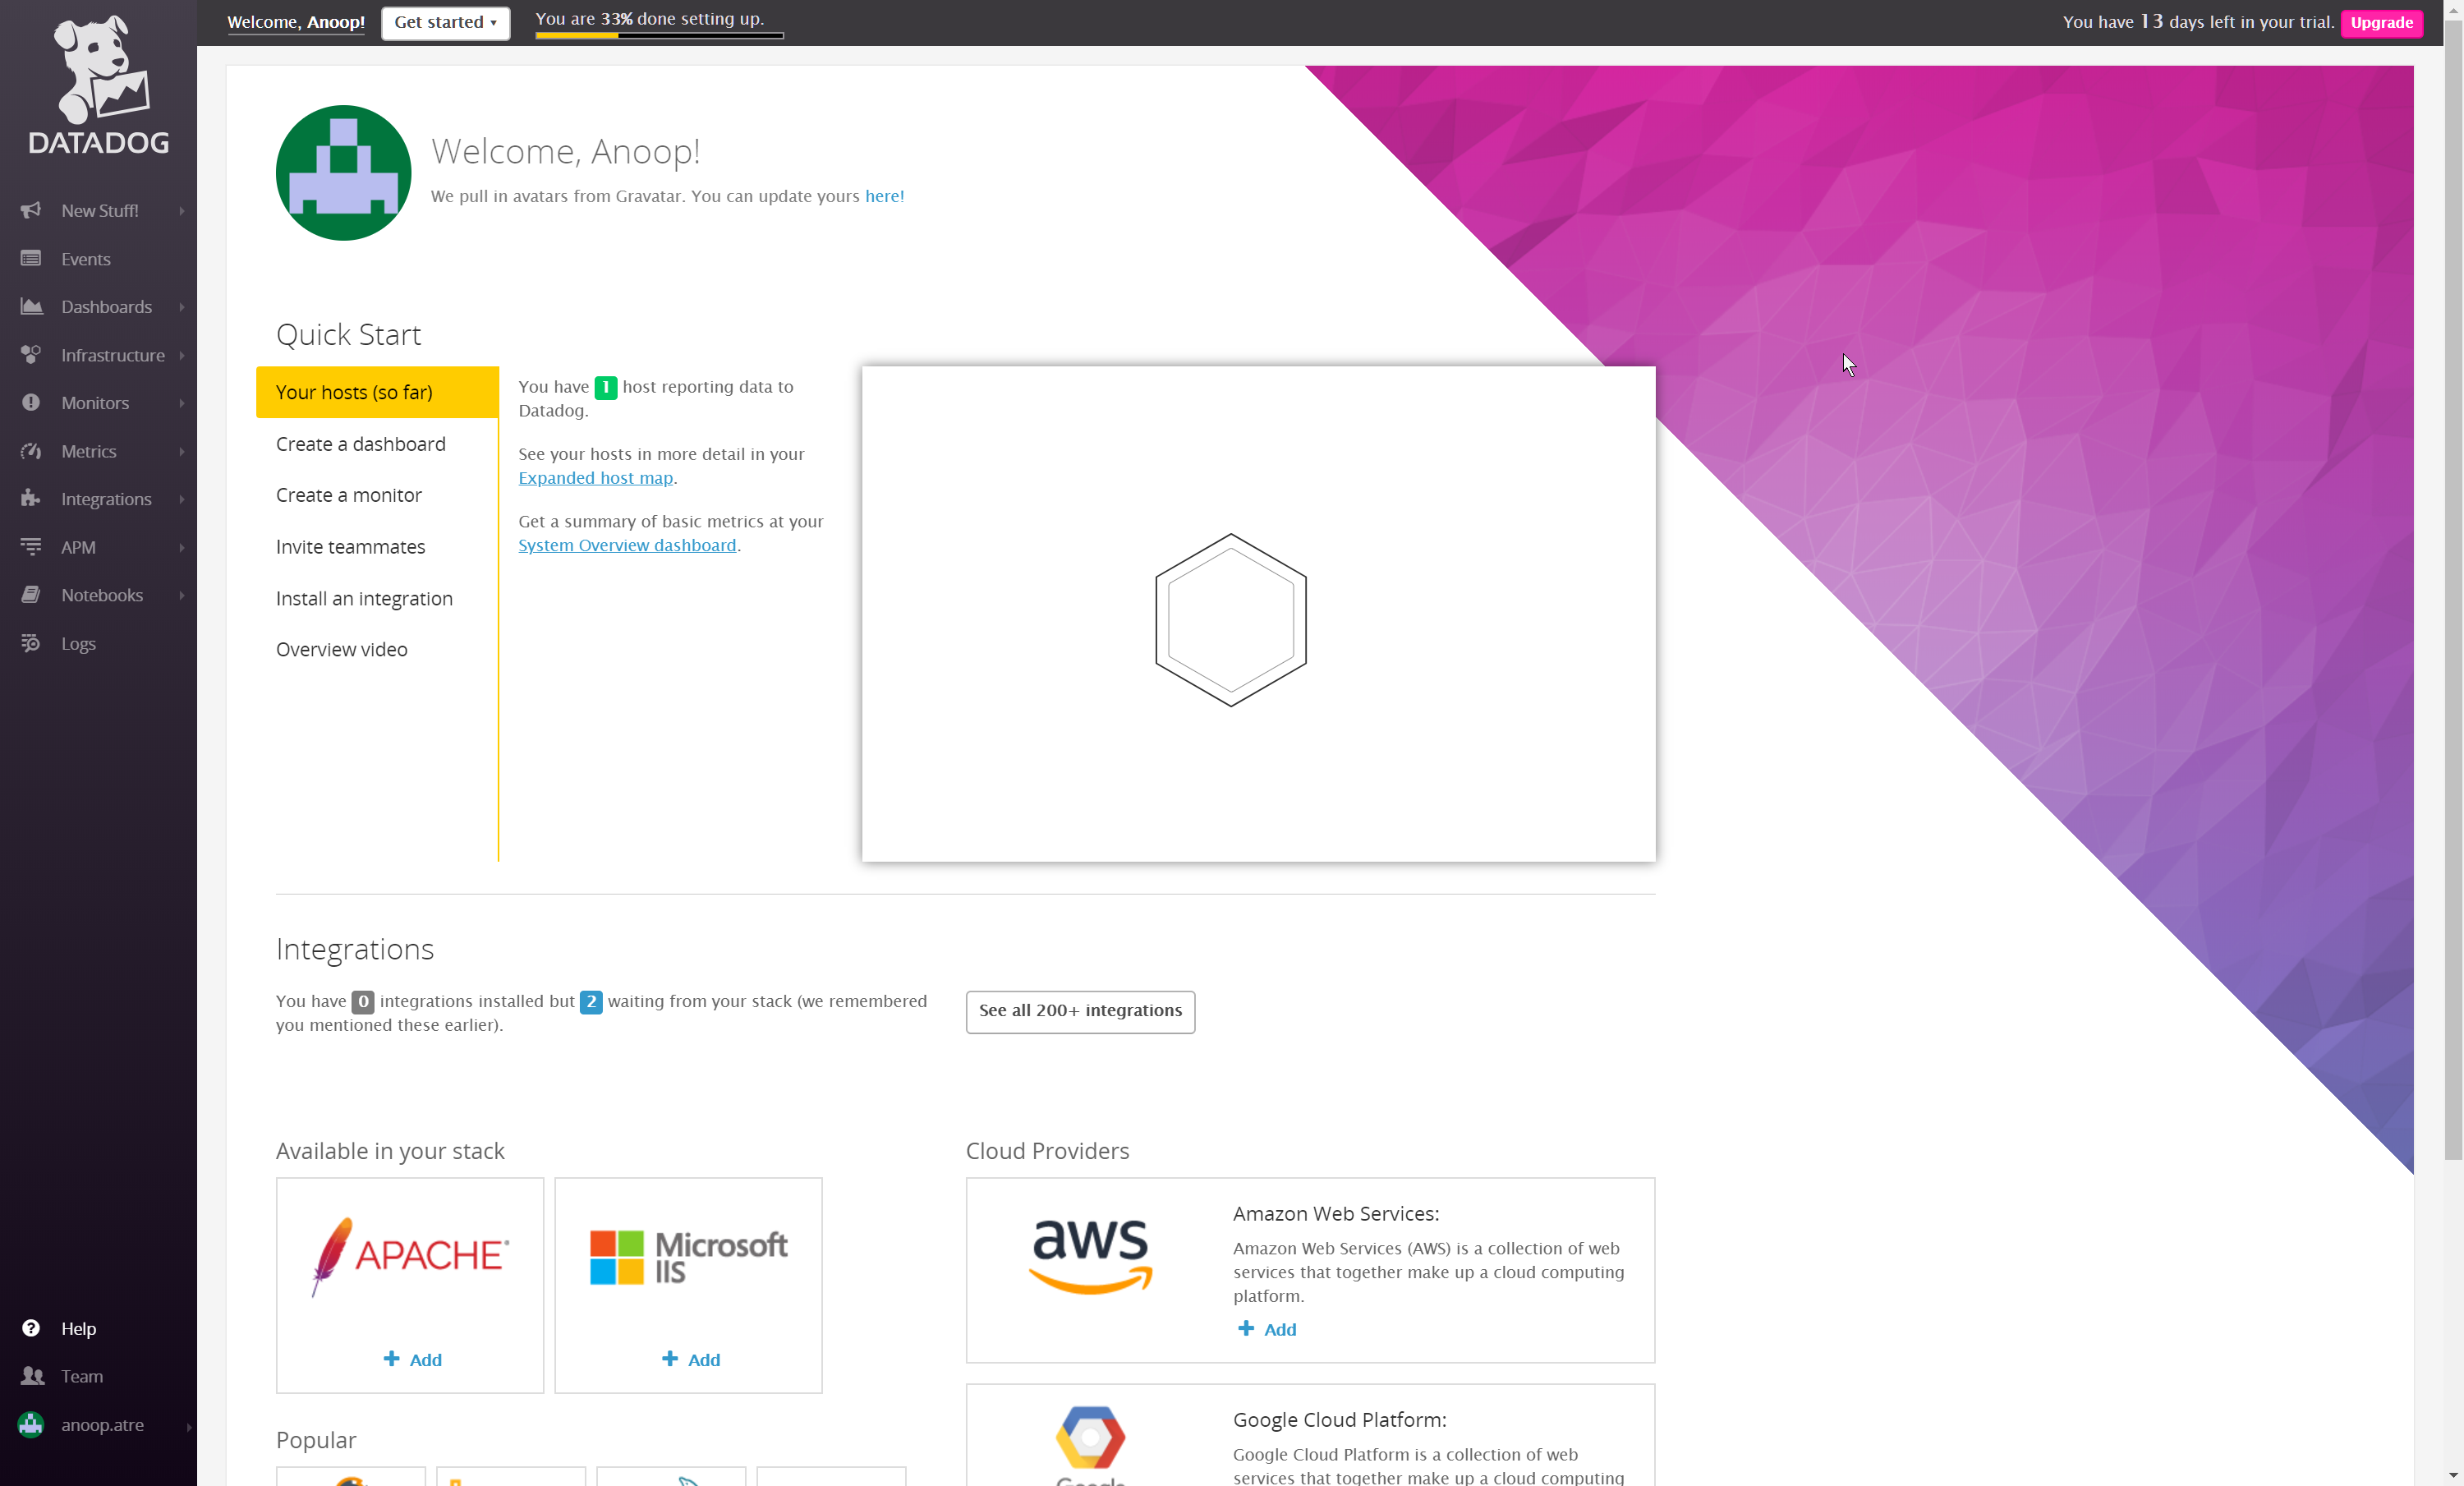 Welcome, Anoop!
Get started ▾
You are 33% done setting up.
You have 13 days left in your trial.
Upgrade
DATADOG
New Stuff!
Events
Dashboards
Infrastructure
Monitors
Metrics
Integrations
APM
Notebooks
Logs
Help
Team
anoop.atre
Welcome, Anoop!
We pull in avatars from Gravatar. You can update yours here!
Quick Start
Your hosts (so far)
Create a dashboard
Create a monitor
Invite teammates
Install an integration
Overview video
You have 1 host reporting data to
Datadog.
See your hosts in more detail in your
Expanded host map.
Get a summary of basic metrics at your
System Overview dashboard.
Integrations
You have 0 integrations installed but 2 waiting from your stack (we remembered
you mentioned these earlier).
See all 200+ integrations
Available in your stack
APACHE®
+ Add
Microsoft
IIS
+ Add
Popular
Cloud Providers
aws
Amazon Web Services:
Amazon Web Services (AWS) is a collection of web
services that together make up a cloud computing
platform.
+ Add
Google
Google Cloud Platform:
Google Cloud Platform is a collection of web
services that together make up a cloud computing